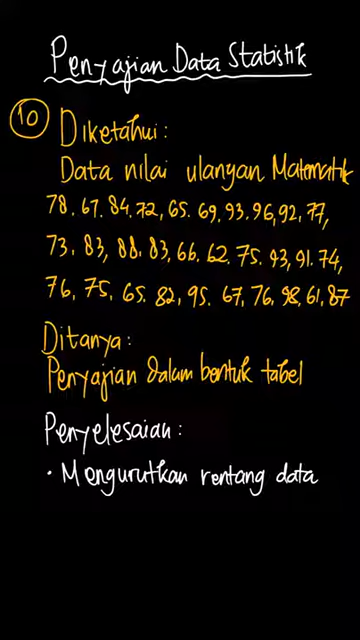 Penyajian Data Statistik
10 Diketahui:
Data nilai ulangan Matematik
78. 67. 84. 72, 65. 69, 93. 96, 92, 77,
73. 83, 88, 83, 66. 62. 75. 93, 91. 74,
76, 75. 65. 82, 95. 67, 76, 98, 61, 87
Ditanya:
Penyajian dalam bentuk tabel
Penyelesaian:
• Mengurutkan rentang data